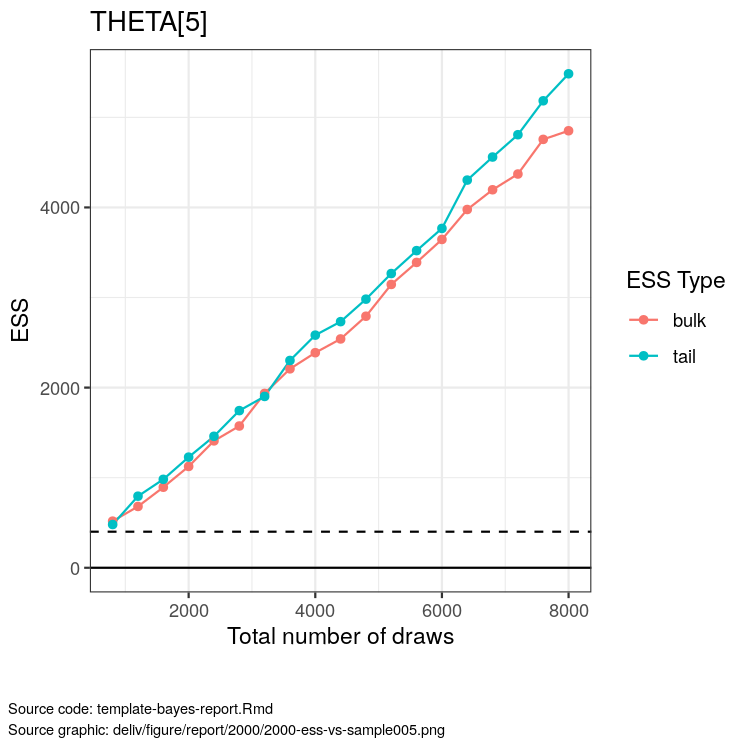 THETA[5]
4000
2000
0
ESS
2000 4000 6000 8000
Total number of draws
ESS Type
bulk
tail
Source code: template-bayes-report.Rmd
Source graphic: deliv/figure/report/2000/2000-ess-vs-sample005.png